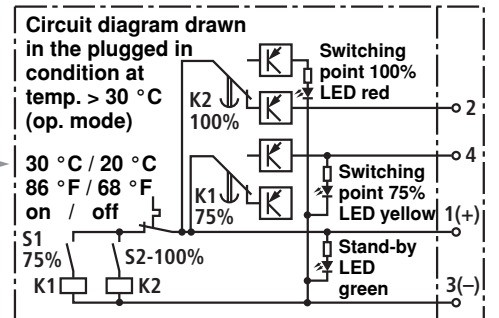 Circuit diagram drawn
in the plugged in
condition at
temp. > 30 °C
(op. mode)
30 °C / 20 °C
86 °F / 68 °F
on / off
K2
100%
K1
75%
Switching
point 100%
LED red
2
4
Switching
point 75%
LED yellow
1(+)
S1
75%
S2-100%
Stand-by
LED
green
K1
K2
3(–)